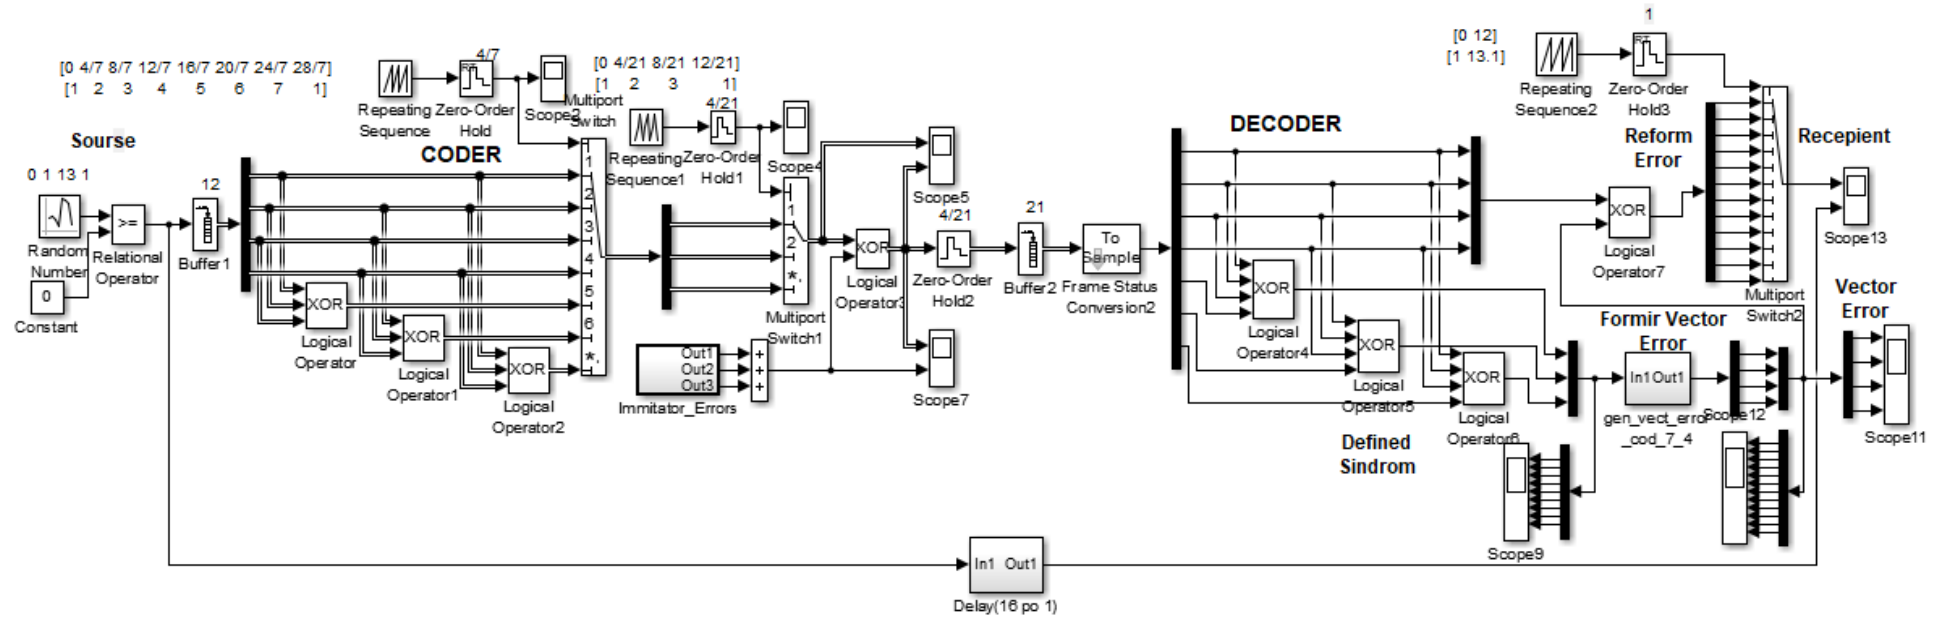 [0 4/7 8/7 12/7 16/7 20/7 24/7 28/7]
[1 2 3 4 5 6 7 1]
Sourse
0 1 13 1
Random
Number
>=
Relational
Operator
0
Constant
12
Buffer1
Repeating
Sequence
4/7
RT
Zero-Order
Hold
Scope2
CODER
Multiport
Switch
1
2
3
4
5
6
*,
XOR
Logical
Operator
XOR
Logical
Operator1
XOR
Logical
Operator2
[0 4/21 8/21 12/21]
[1 2 3 1]
Repeating
Sequence1
4/21
Zero-Order
Hold1
Scope4
1
2
*,
Multiport
Switch1
Out1
Out2
Out3
Immitator_Errors
+
+
+
XOR
Logical
Operator3
Scope5
Scope7
4/21
Zero-Order
Hold2
21
Buffer2
To
Sample
Frame Status
Conversion2
DECODER
XOR
Logical
Operator4
XOR
Logical
Operator5
XOR
Logical
Operator6
Defined
Sindrom
Scope9
[0 12]
[1 13.1]
Repeating
Sequence2
1
RT
Zero-Order
Hold3
Reform
Error
XOR
Logical
Operator7
Multiport
Switch2
Recepient
Scope13
Formir Vector
Error
In1 Out1
gen_vect_error
_cod_7_4
Scope12
Vector
Error
Scope11
In1 Out1
Delay(16 po 1)